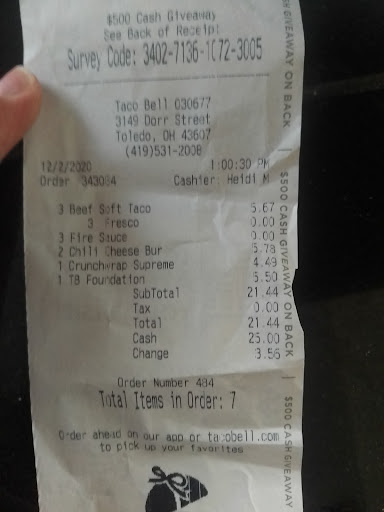 $500 Cash Giveaway
See Back of Receipt
Survey Code: 3402-7136-1072-3005
Taco Bell 030677
3149 Dorr Street
Toledo, OH 43607
(419)531-2008
12/2/2020 1:00:30 PM
Order 343084 Cashier: Heidi M
3 Beef Soft Taco 5.67
3 Fresco 0.00
3 Fire Sauce 0.00
2 Chili Cheese Bur 5.78
1 Crunchwrap Supreme 4.49
1 TB Foundation 5.50
SubTotal 21.44
Tax 0.00
Total 21.44
Cash 25.00
Change 3.56
Order Number 484
Total Items in Order: 7
Order ahead on our app or tacobell.com
to pick up your favorites
CASH GIVEAWAY ON BACK
$500 CASH GIVEAWAY ON BACK
$500 CASH GIVEAWAY